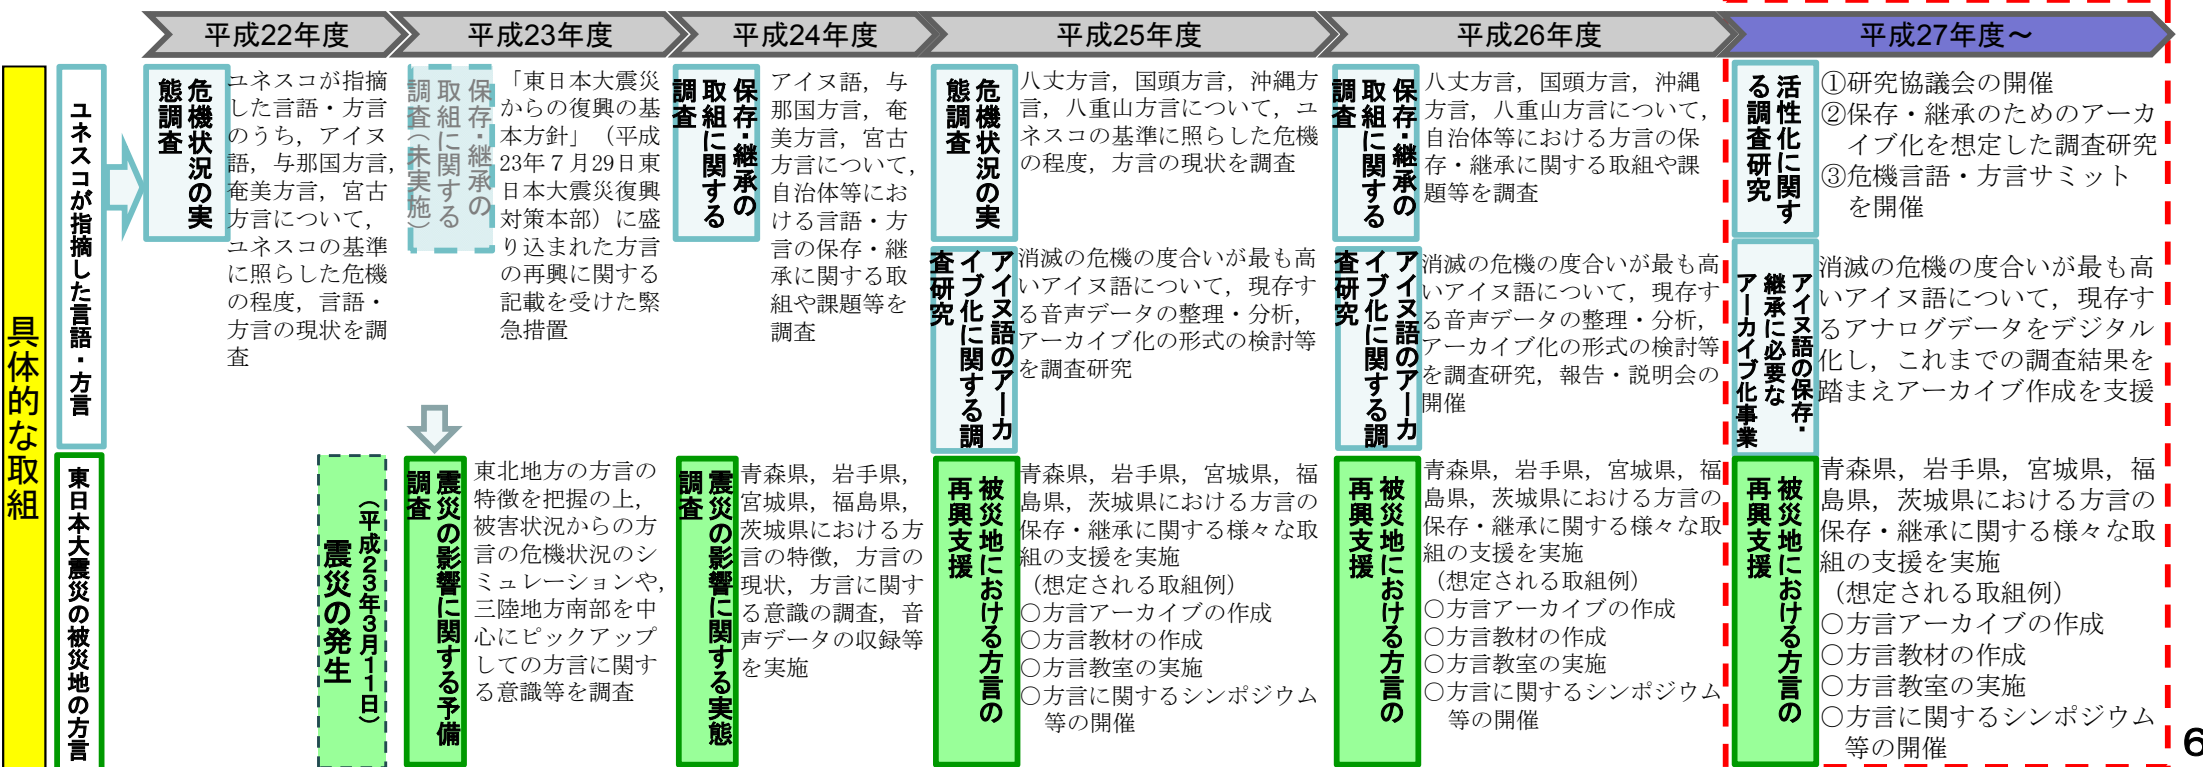 平成22年度
平成23年度
平成24年度
平成25年度
平成26年度
平成27年度～
具体的な取組
ユネスコが指摘した言語・方言
危機状況の実
態調査
ユネスコが指摘
した言語・方言
のうち，アイヌ
語，与那国方言，
奄美方言，宮古
方言について，
ユネスコの基準
に照らした危機
の程度，言語・
方言の現状を調
査
保存・継承の
取組に関する
調査（未実施）
「東日本大震災
からの復興の基
本方針」（平成
23年７月29日東
日本大震災復興
対策本部）に盛
り込まれた方言
の再興に関する
記載を受けた緊
急措置
保存・継承の
取組に関する
調査
アイヌ語，与
那国方言，奄
美方言，宮古
方言について，
自治体等にお
ける言語・方
言の保存・継
承に関する取
組や課題等を
調査
危機状況の実
態調査
八丈方言，国頭方言，沖縄方
言，八重山方言について，ユ
ネスコの基準に照らした危機
の程度，方言の現状を調査
アイヌ語のアーカ
イブ化に関する調
査研究
消滅の危機の度合いが最も高
いアイヌ語について，現存す
る音声データの整理・分析，
アーカイブ化の形式の検討等
を調査研究
保存・継承の
取組に関する
調査
八丈方言，国頭方言，沖縄
方言，八重山方言について，
自治体等における方言の保
存・継承に関する取組や課
題等を調査
アイヌ語のアーカ
イブ化に関する調
査研究
消滅の危機の度合いが最も高
いアイヌ語について，現存す
る音声データの整理・分析，
アーカイブ化の形式の検討等
を調査研究，報告・説明会の
開催
活性化に関す
る調査研究
①研究協議会の開催
②保存・継承のためのアーカ
イブ化を想定した調査研究
③危機言語・方言サミット
を開催
アイヌ語の保存・
継承に必要な
アーカイブ化事業
消滅の危機の度合いが最も高
いアイヌ語について，現存す
るアナログデータをデジタル
化し，これまでの調査結果を
踏まえアーカイブ作成を支援
東日本大震災の被災地の方言
（平成２３年３月１１日）
震災の発生
震災の影響に関する予備
調査
東北地方の方言の
特徴を把握の上，
被害状況からの方
言の危機状況のシ
ミュレーションや，
三陸地方南部を中
心にピックアップ
しての方言に関す
る意識等を調査
震災の影響に関する実態
調査
青森県，岩手県，
宮城県，福島県，
茨城県における方
言の特徴，方言の
現状，方言に関す
る意識の調査，音
声データの収録等
を実施
被災地における方言の
再興支援
青森県，岩手県，宮城県，福
島県，茨城県における方言の
保存・継承に関する様々な取
組の支援を実施
（想定される取組例）
○方言アーカイブの作成
○方言教材の作成
○方言教室の実施
○方言に関するシンポジウム
等の開催
被災地における方言の
再興支援
青森県，岩手県，宮城県，福
島県，茨城県における方言の
保存・継承に関する様々な取
組の支援を実施
（想定される取組例）
○方言アーカイブの作成
○方言教材の作成
○方言教室の実施
○方言に関するシンポジウム
等の開催
被災地における方言の
再興支援
青森県，岩手県，宮城県，福
島県，茨城県における方言の
保存・継承に関する様々な取
組の支援を実施
（想定される取組例）
○方言アーカイブの作成
○方言教材の作成
○方言教室の実施
○方言に関するシンポジウム
等の開催
6